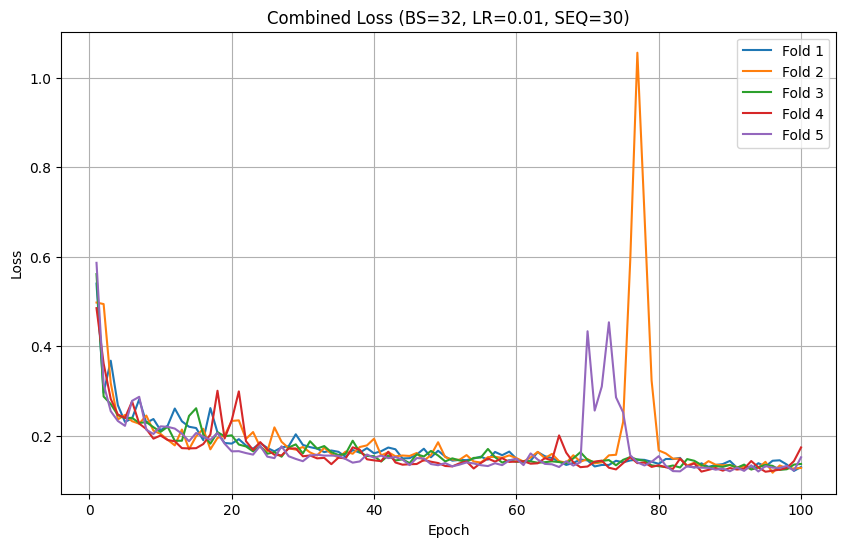 Combined Loss (BS=32, LR=0.01, SEQ=30)
Fold 1
Fold 2
Fold 3
Fold 4
Fold 5
Loss
1.0
0.8
0.6
0.4
0.2
0 20 40 60 80 100
Epoch